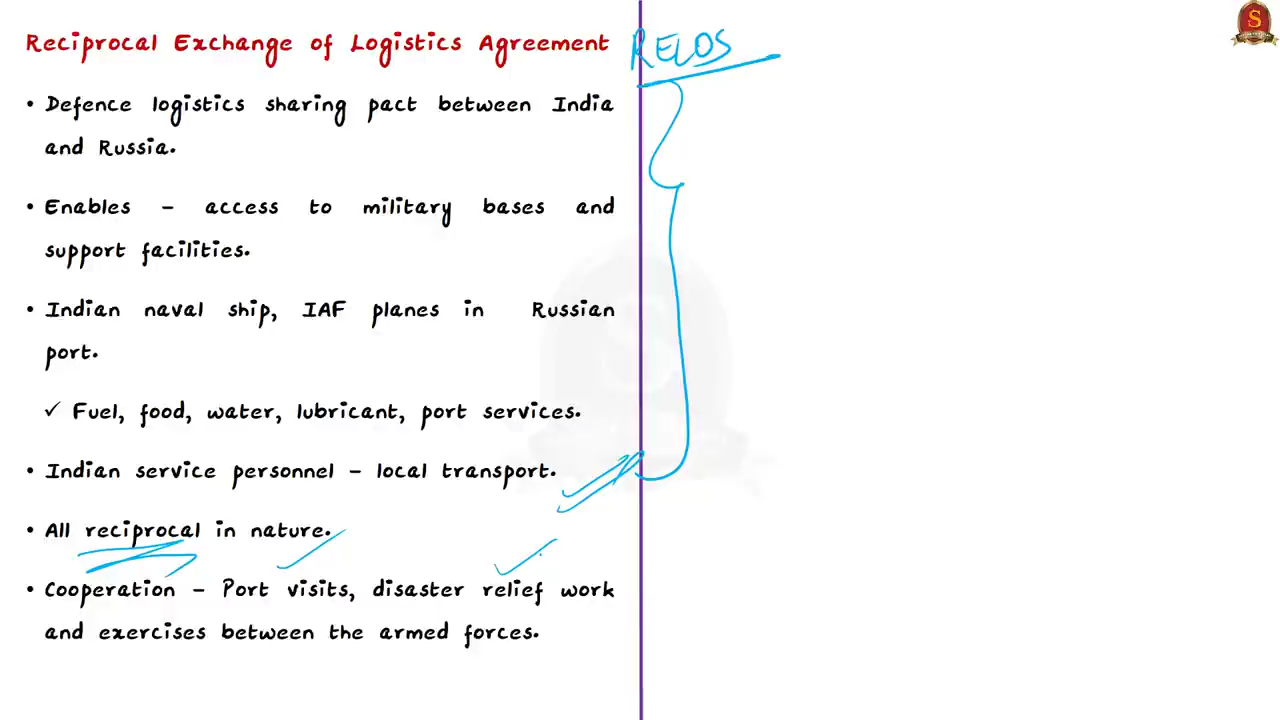 Reciprocal Exchange of Logistics Agreement
RELOS
• Defence logistics sharing pact between India
and Russia.
• Enables – access to military bases and
support facilities.
• Indian naval ship, IAF planes in Russian
port.
✓ Fuel, food, water, lubricant, port services.
• Indian service personnel – local transport.
• All reciprocal in nature.
• Cooperation – Port visits, disaster relief work
and exercises between the armed forces.
S